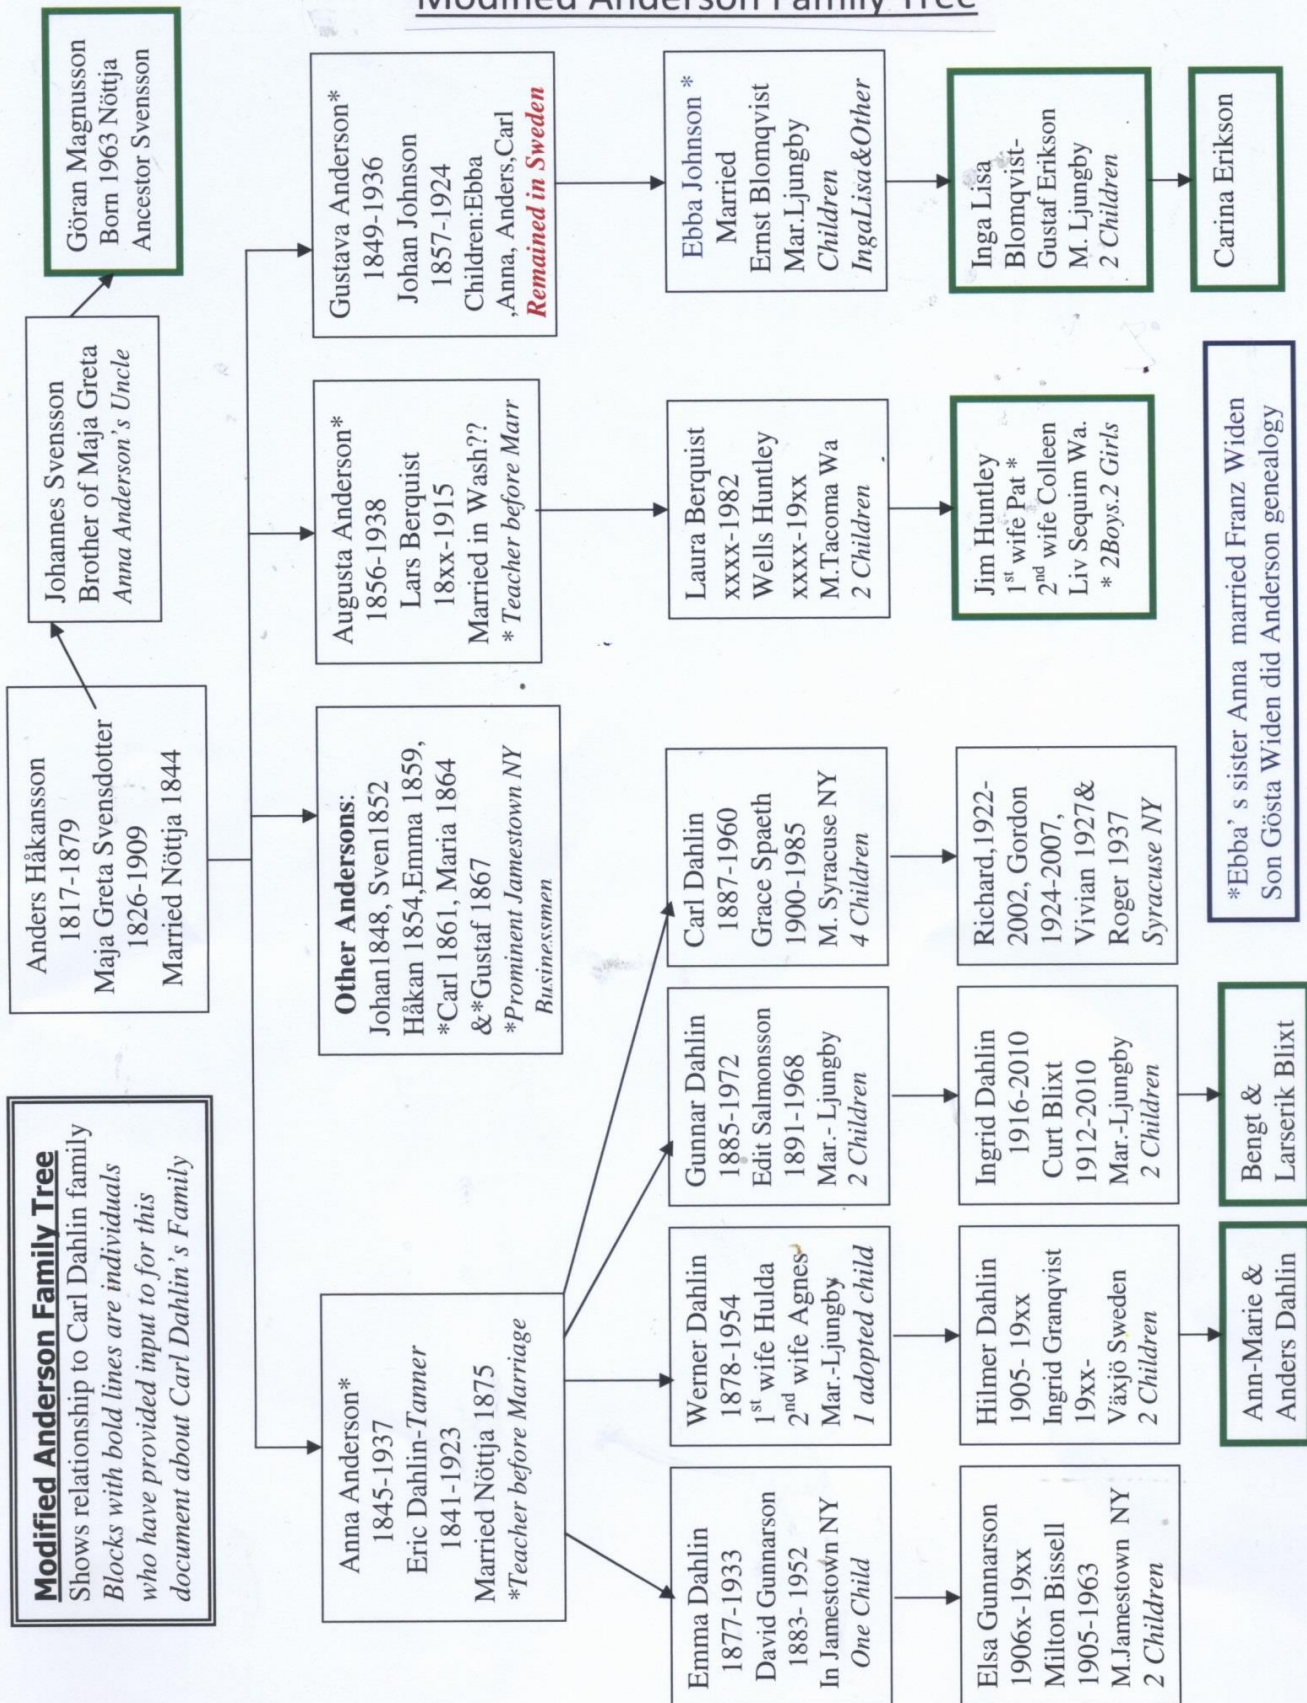 Modified Anderson Family Tree
Modified Anderson Family Tree
Shows relationship to Carl Dahlin family
Blocks with bold lines are individuals
who have provided input to for this
document about Carl Dahlin's Family
Anders Håkansson
1817-1879
Maja Greta Svensdotter
1826-1909
Married Nöttja 1844
Johannes Svensson
Brother of Maja Greta
Anna Anderson's Uncle
Göran Magnusson
Born 1963 Nöttja
Ancestor Svensson
Anna Anderson*
1845-1937
Eric Dahlin-Tanner
1841-1923
Married Nöttja 1875
*Teacher before Marriage
Other Andersons:
Johan1848, Sven1852
Håkan 1854,Emma 1859,
*Carl 1861, Maria 1864
&*Gustaf 1867
*Prominent Jamestown NY
Businessmen
Augusta Anderson*
1856-1938
Lars Berquist
18xx-1915
Married in Wash??
* Teacher before Marr
Gustava Anderson*
1849-1936
Johan Johnson
1857-1924
Children:Ebba
,Anna, Anders,Carl
Remained in Sweden
Emma Dahlin
1877-1933
David Gunnarson
1883- 1952
In Jamestown NY
One Child
Werner Dahlin
1878-1954
1st wife Hulda
2nd wife Agnes
Mar.-Ljungby
1 adopted child
Gunnar Dahlin
1885-1972
Edit Salmonsson
1891-1968
Mar.- Ljungby
2 Children
Carl Dahlin
1887-1960
Grace Spaeth
1900-1985
M. Syracuse NY
4 Children
Laura Berquist
xxxx-1982
Wells Huntley
xxxx-19xx
M.Tacoma Wa
2 Children
Ebba Johnson *
Married
Ernst Blomqvist
Mar.Ljungby
Children
IngaLisa&Other
Elsa Gunnarson
1906x-19xx
Milton Bissell
1905-1963
M.Jamestown NY
2 Children
Hilmer Dahlin
1905- 19xx
Ingrid Granqvist
19xx-
Växjö Sweden
2 Children
Ingrid Dahlin
1916-2010
Curt Blixt
1912-2010
Mar.-Ljungby
2 Children
Richard,1922-
2002, Gordon
1924-2007,
Vivian 1927&
Roger 1937
Syracuse NY
Jim Huntley
1st wife Pat *
2nd wife Colleen
Liv Sequim Wa.
* 2Boys.2 Girls
Inga Lisa
Blomqvist-
Gustaf Erikson
M. Ljungby
2 Children
Ann-Marie &
Anders Dahlin
Bengt &
Larserik Blixt
*Ebba' s sister Anna married Franz Widen
Son Gösta Widen did Anderson genealogy
Carina Erikson